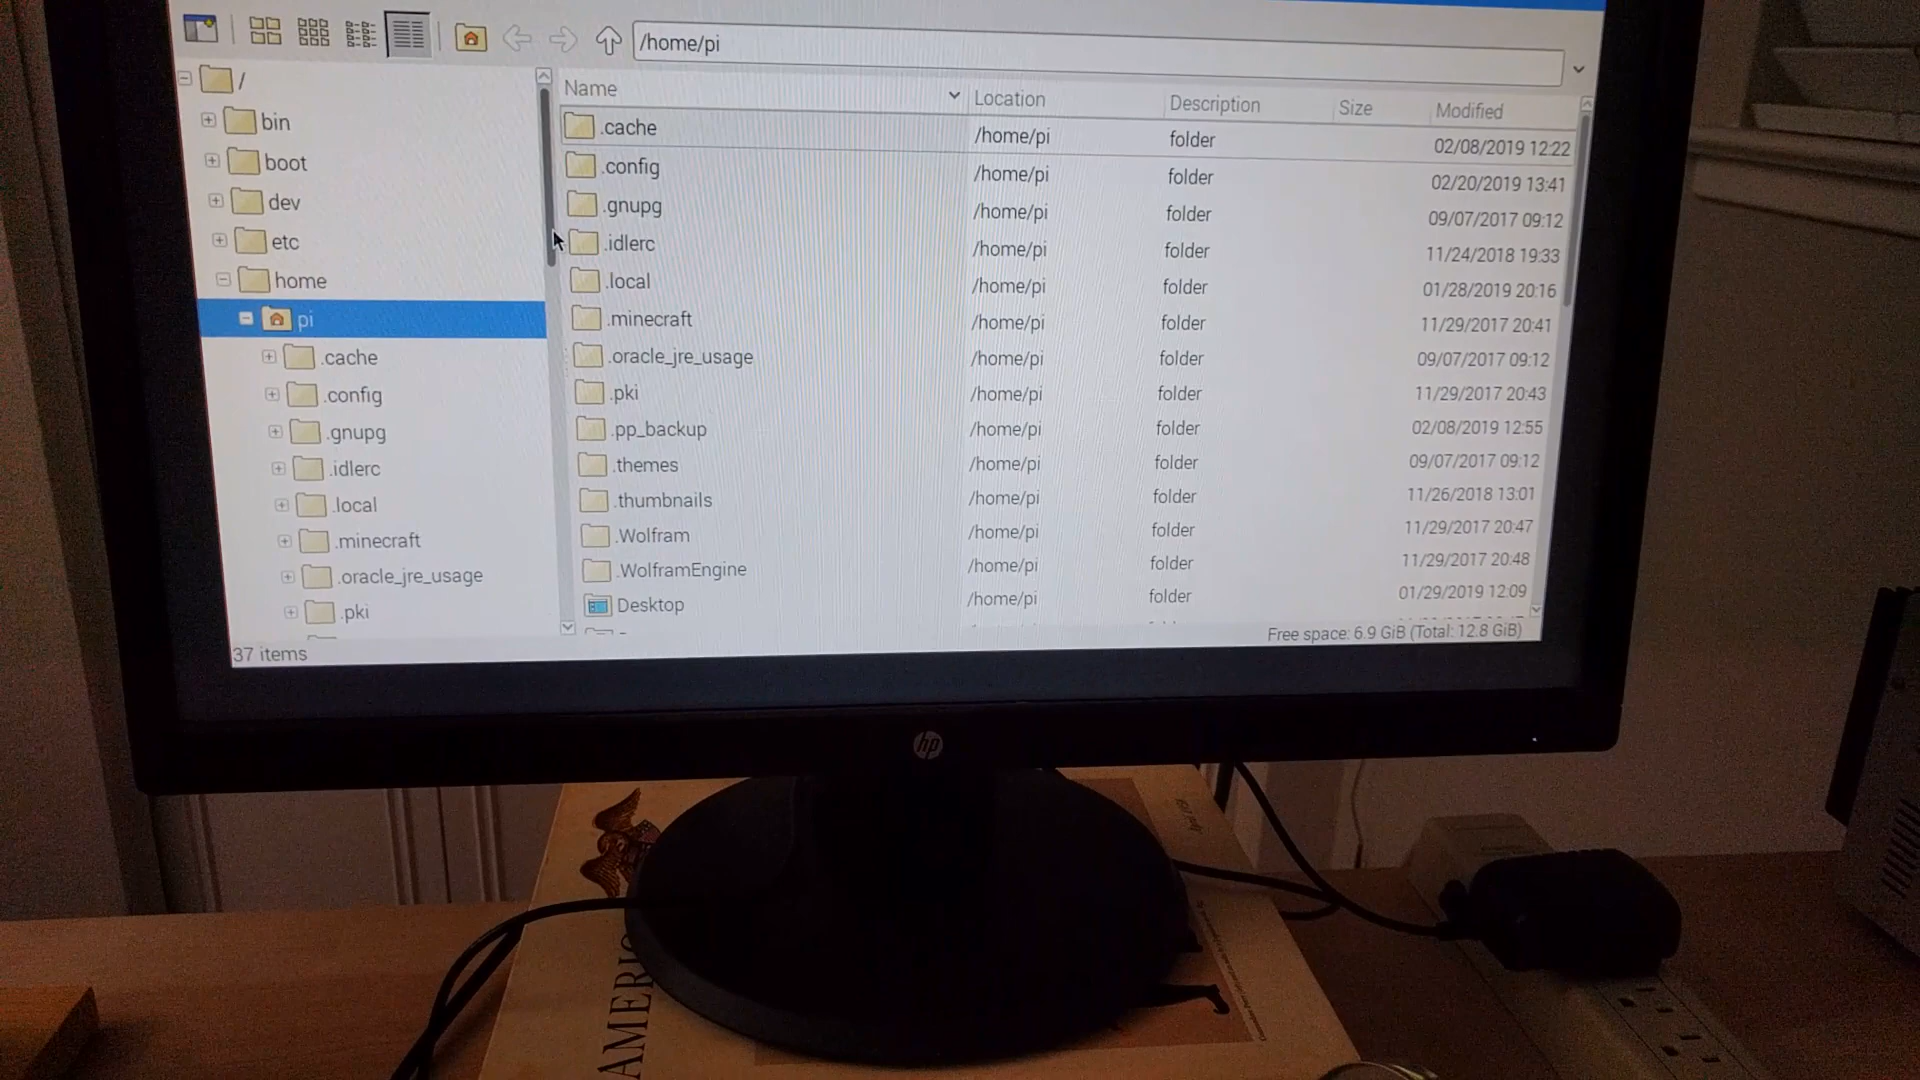 /home/pi
/
bin
boot
dev
etc
home
pi
.cache
.config
.gnupg
.idlerc
.local
.minecraft
.oracle_jre_usage
.pki
Name Location Description Size Modified
.cache /home/pi folder 02/08/2019 12:22
.config /home/pi folder 02/20/2019 13:41
.gnupg /home/pi folder 09/07/2017 09:12
.idlerc /home/pi folder 11/24/2018 19:33
.local /home/pi folder 01/28/2019 20:16
.minecraft /home/pi folder 11/29/2017 20:41
.oracle_jre_usage /home/pi folder 09/07/2017 09:12
.pki /home/pi folder 11/29/2017 20:43
.pp_backup /home/pi folder 02/08/2019 12:55
.themes /home/pi folder 09/07/2017 09:12
.thumbnails /home/pi folder 11/26/2018 13:01
.Wolfram /home/pi folder 11/29/2017 20:47
.WolframEngine /home/pi folder 11/29/2017 20:48
Desktop /home/pi folder 01/29/2019 12:09
37 items
Free space: 6.9 GiB (Total: 12.8 GiB)
hp